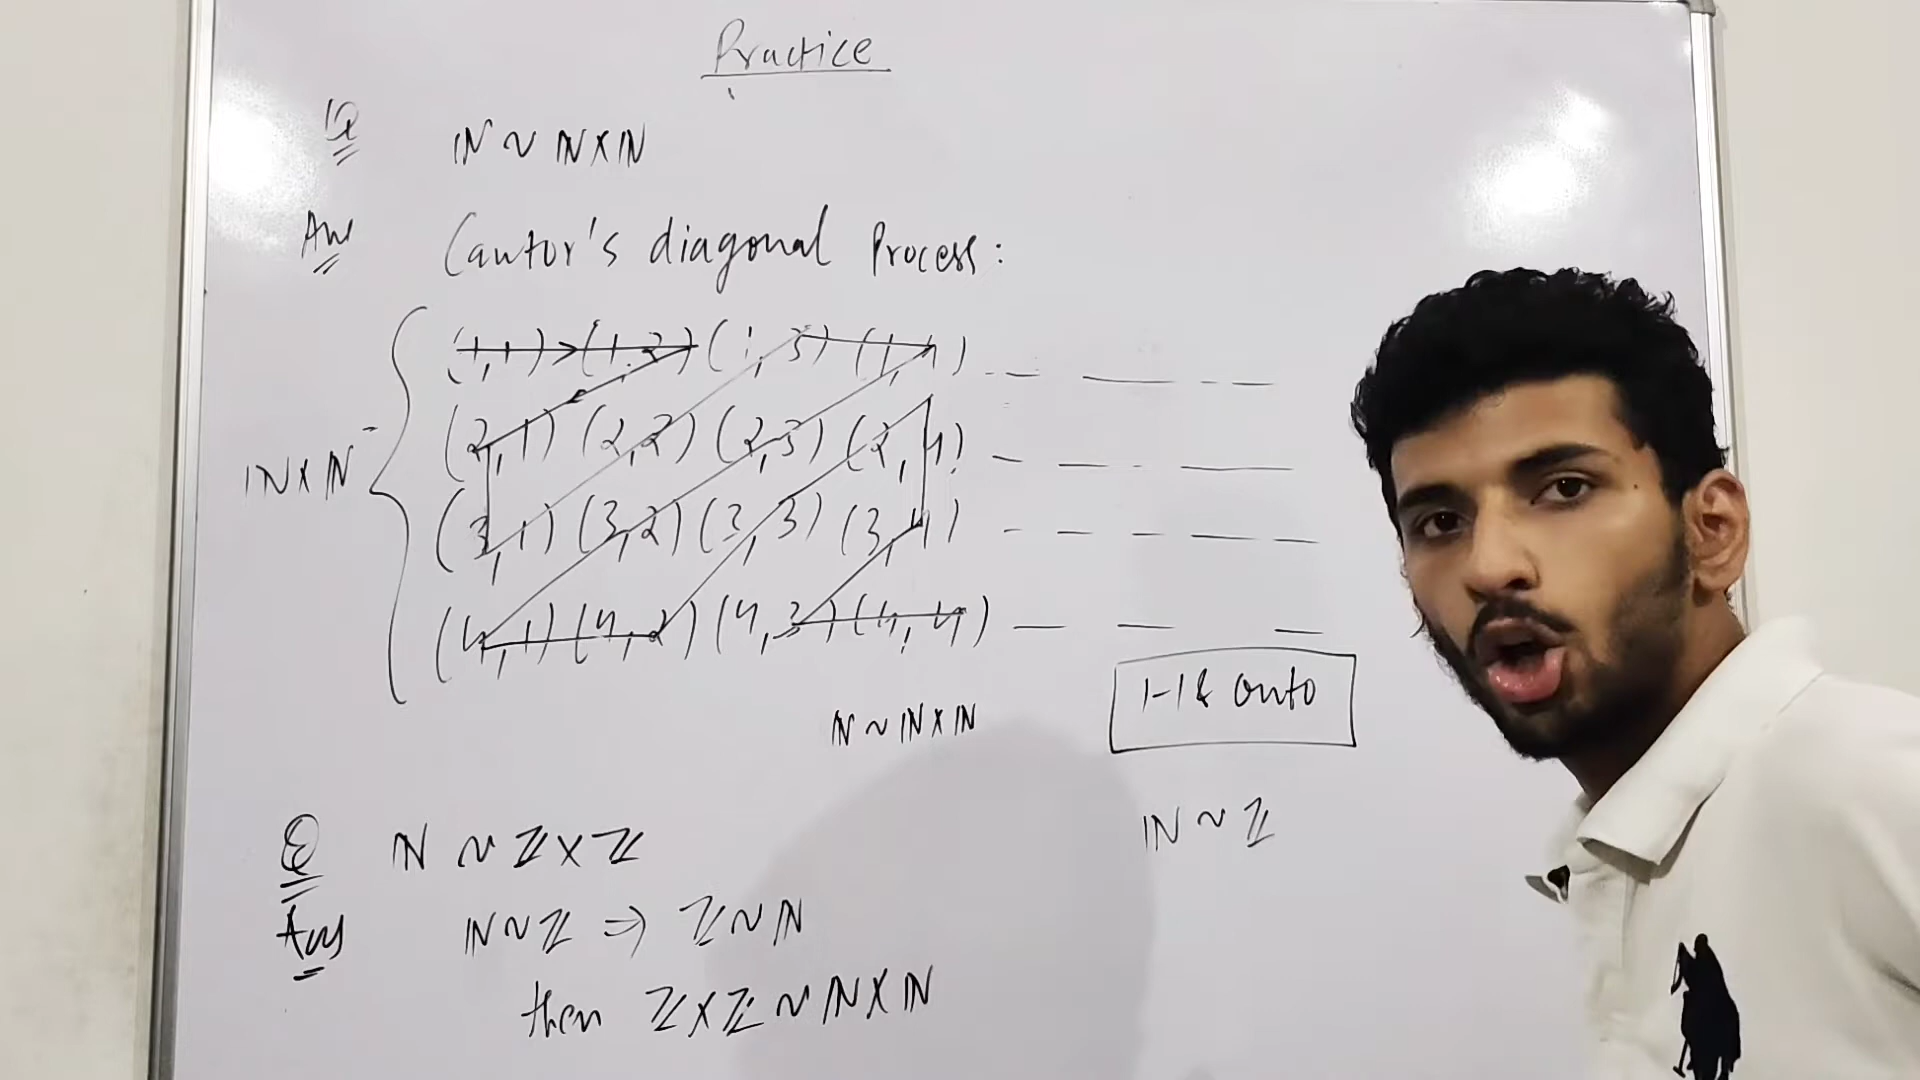 Practice
Q
IN ~ IN X IN
Ans
Cantor's diagonal Process:
(1,1) (1,2) (1,3) (1,4) -- --- -- --
(2,1) (2,2) (2,3) (2,4) - -- - ---
IN X IN
(3,1) (3,2) (3,3) (3,4) - -- -- ---
(4,1) (4,2) (4,3) (4,4) -- -- --
1-1 & onto
IN ~ IN X IN
IN ~ ℤ
Q IN ~ ℤ X ℤ
Ans IN ~ ℤ ⇒ ℤ ~ IN
then ℤ X ℤ ~ IN X IN